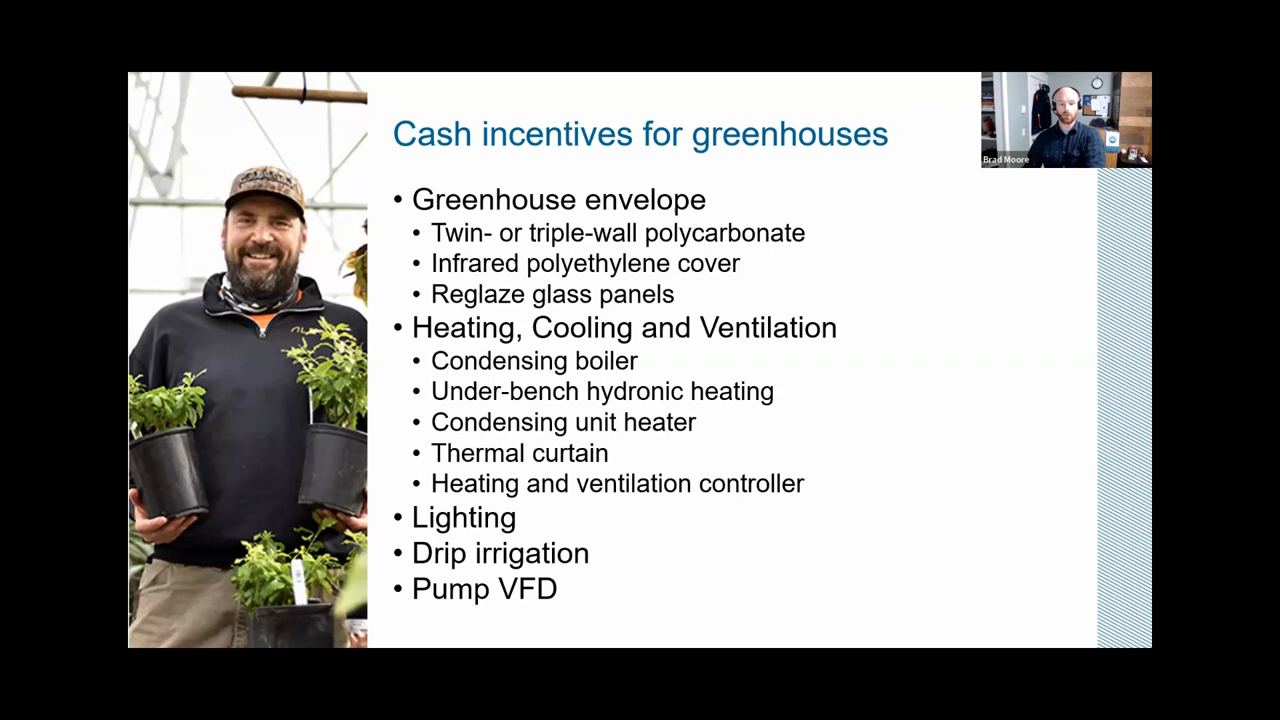 Cash incentives for greenhouses
Brad Moore
• Greenhouse envelope
• Twin- or triple-wall polycarbonate
• Infrared polyethylene cover
• Reglaze glass panels
• Heating, Cooling and Ventilation
• Condensing boiler
• Under-bench hydronic heating
• Condensing unit heater
• Thermal curtain
• Heating and ventilation controller
• Lighting
• Drip irrigation
• Pump VFD